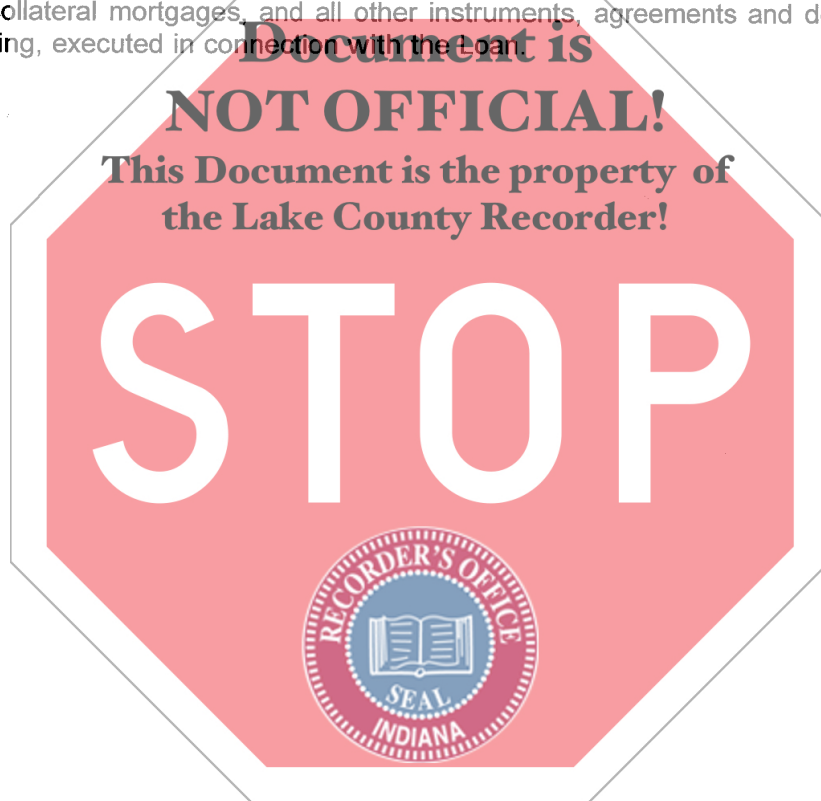 ollateral mortgages, and all other instruments, agreements and d
ing, executed in connection with the Loan.
Document is
NOT OFFICIAL!
This Document is the property of
the Lake County Recorder!
STOP
RECORDER'S OFFICE
SEAL
INDIANA